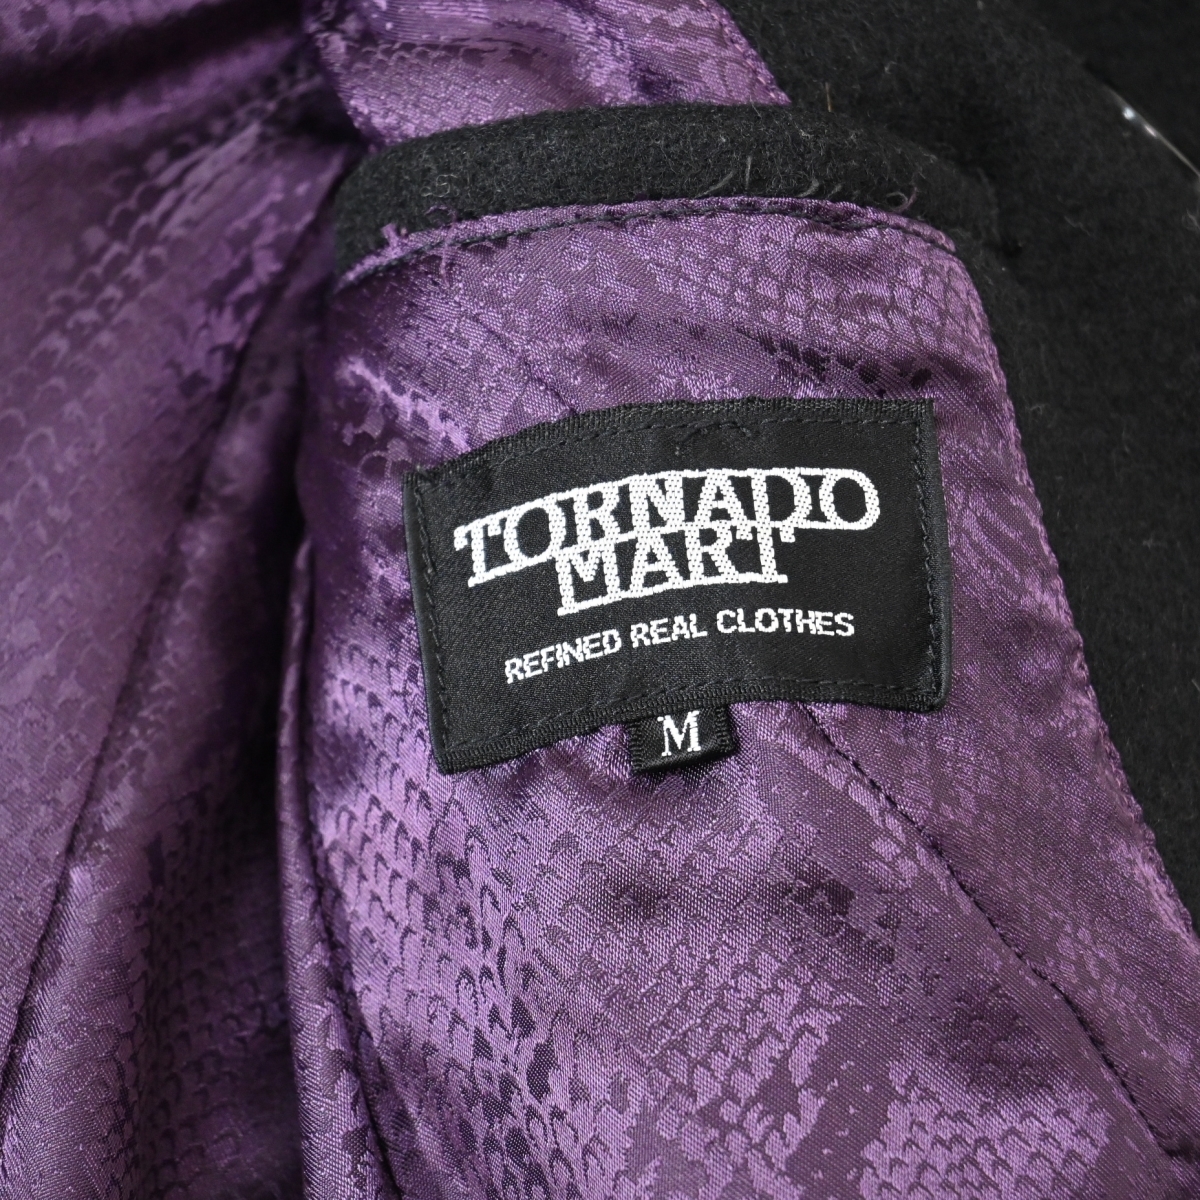 TORNADO
MART
REFINED REAL CLOTHES
M